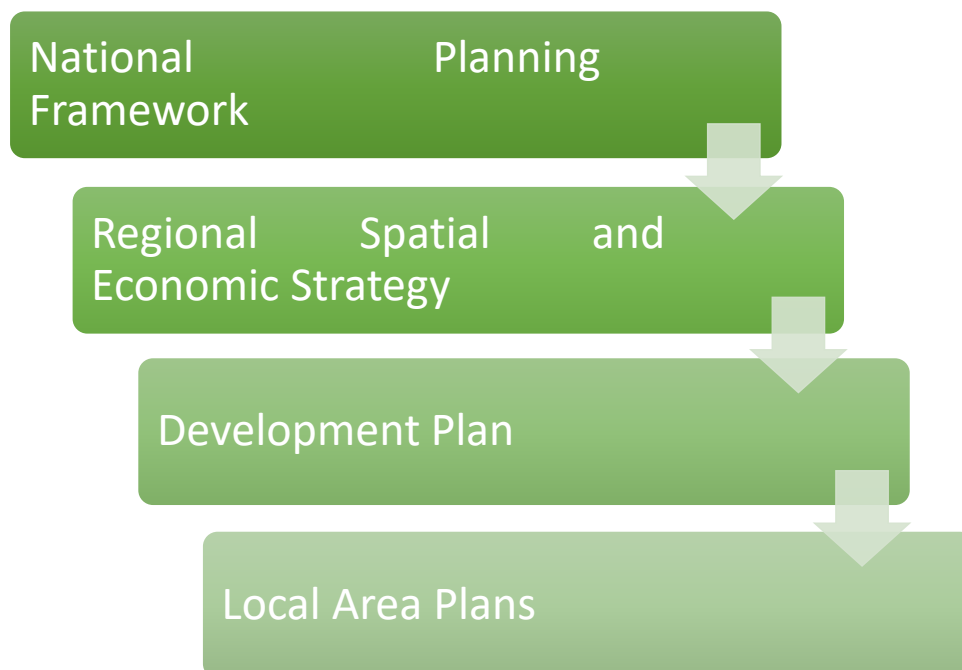 National Planning
Framework
Regional Spatial and
Economic Strategy
Development Plan
Local Area Plans